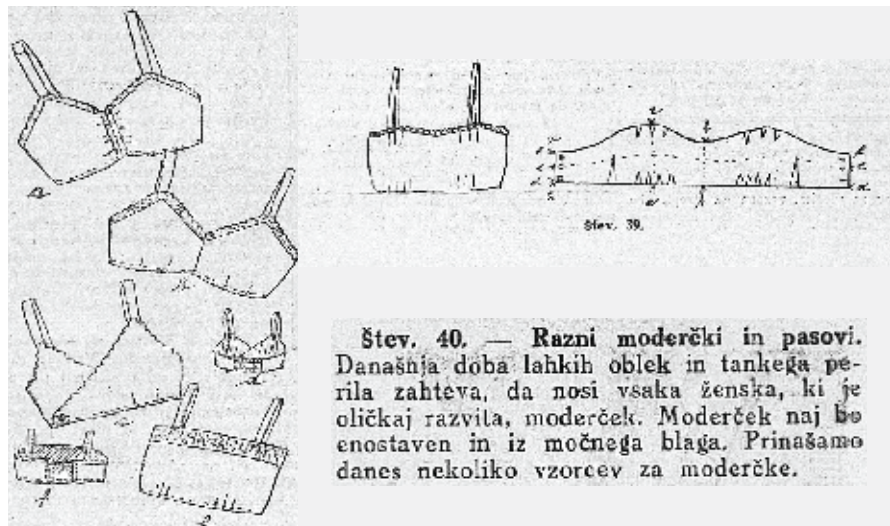 Štev. 39.
Štev. 40. — Razni moderčki in pasovi.
Današnja doba lahkih oblek in tankega pe-
rila zahteva, da nosi vsaka ženska, ki je
oličkaj razvita, moderček. Moderček naj bo
enostaven in iz močnega blaga. Prinašamo
danes nekoliko vzorcev za moderčke.